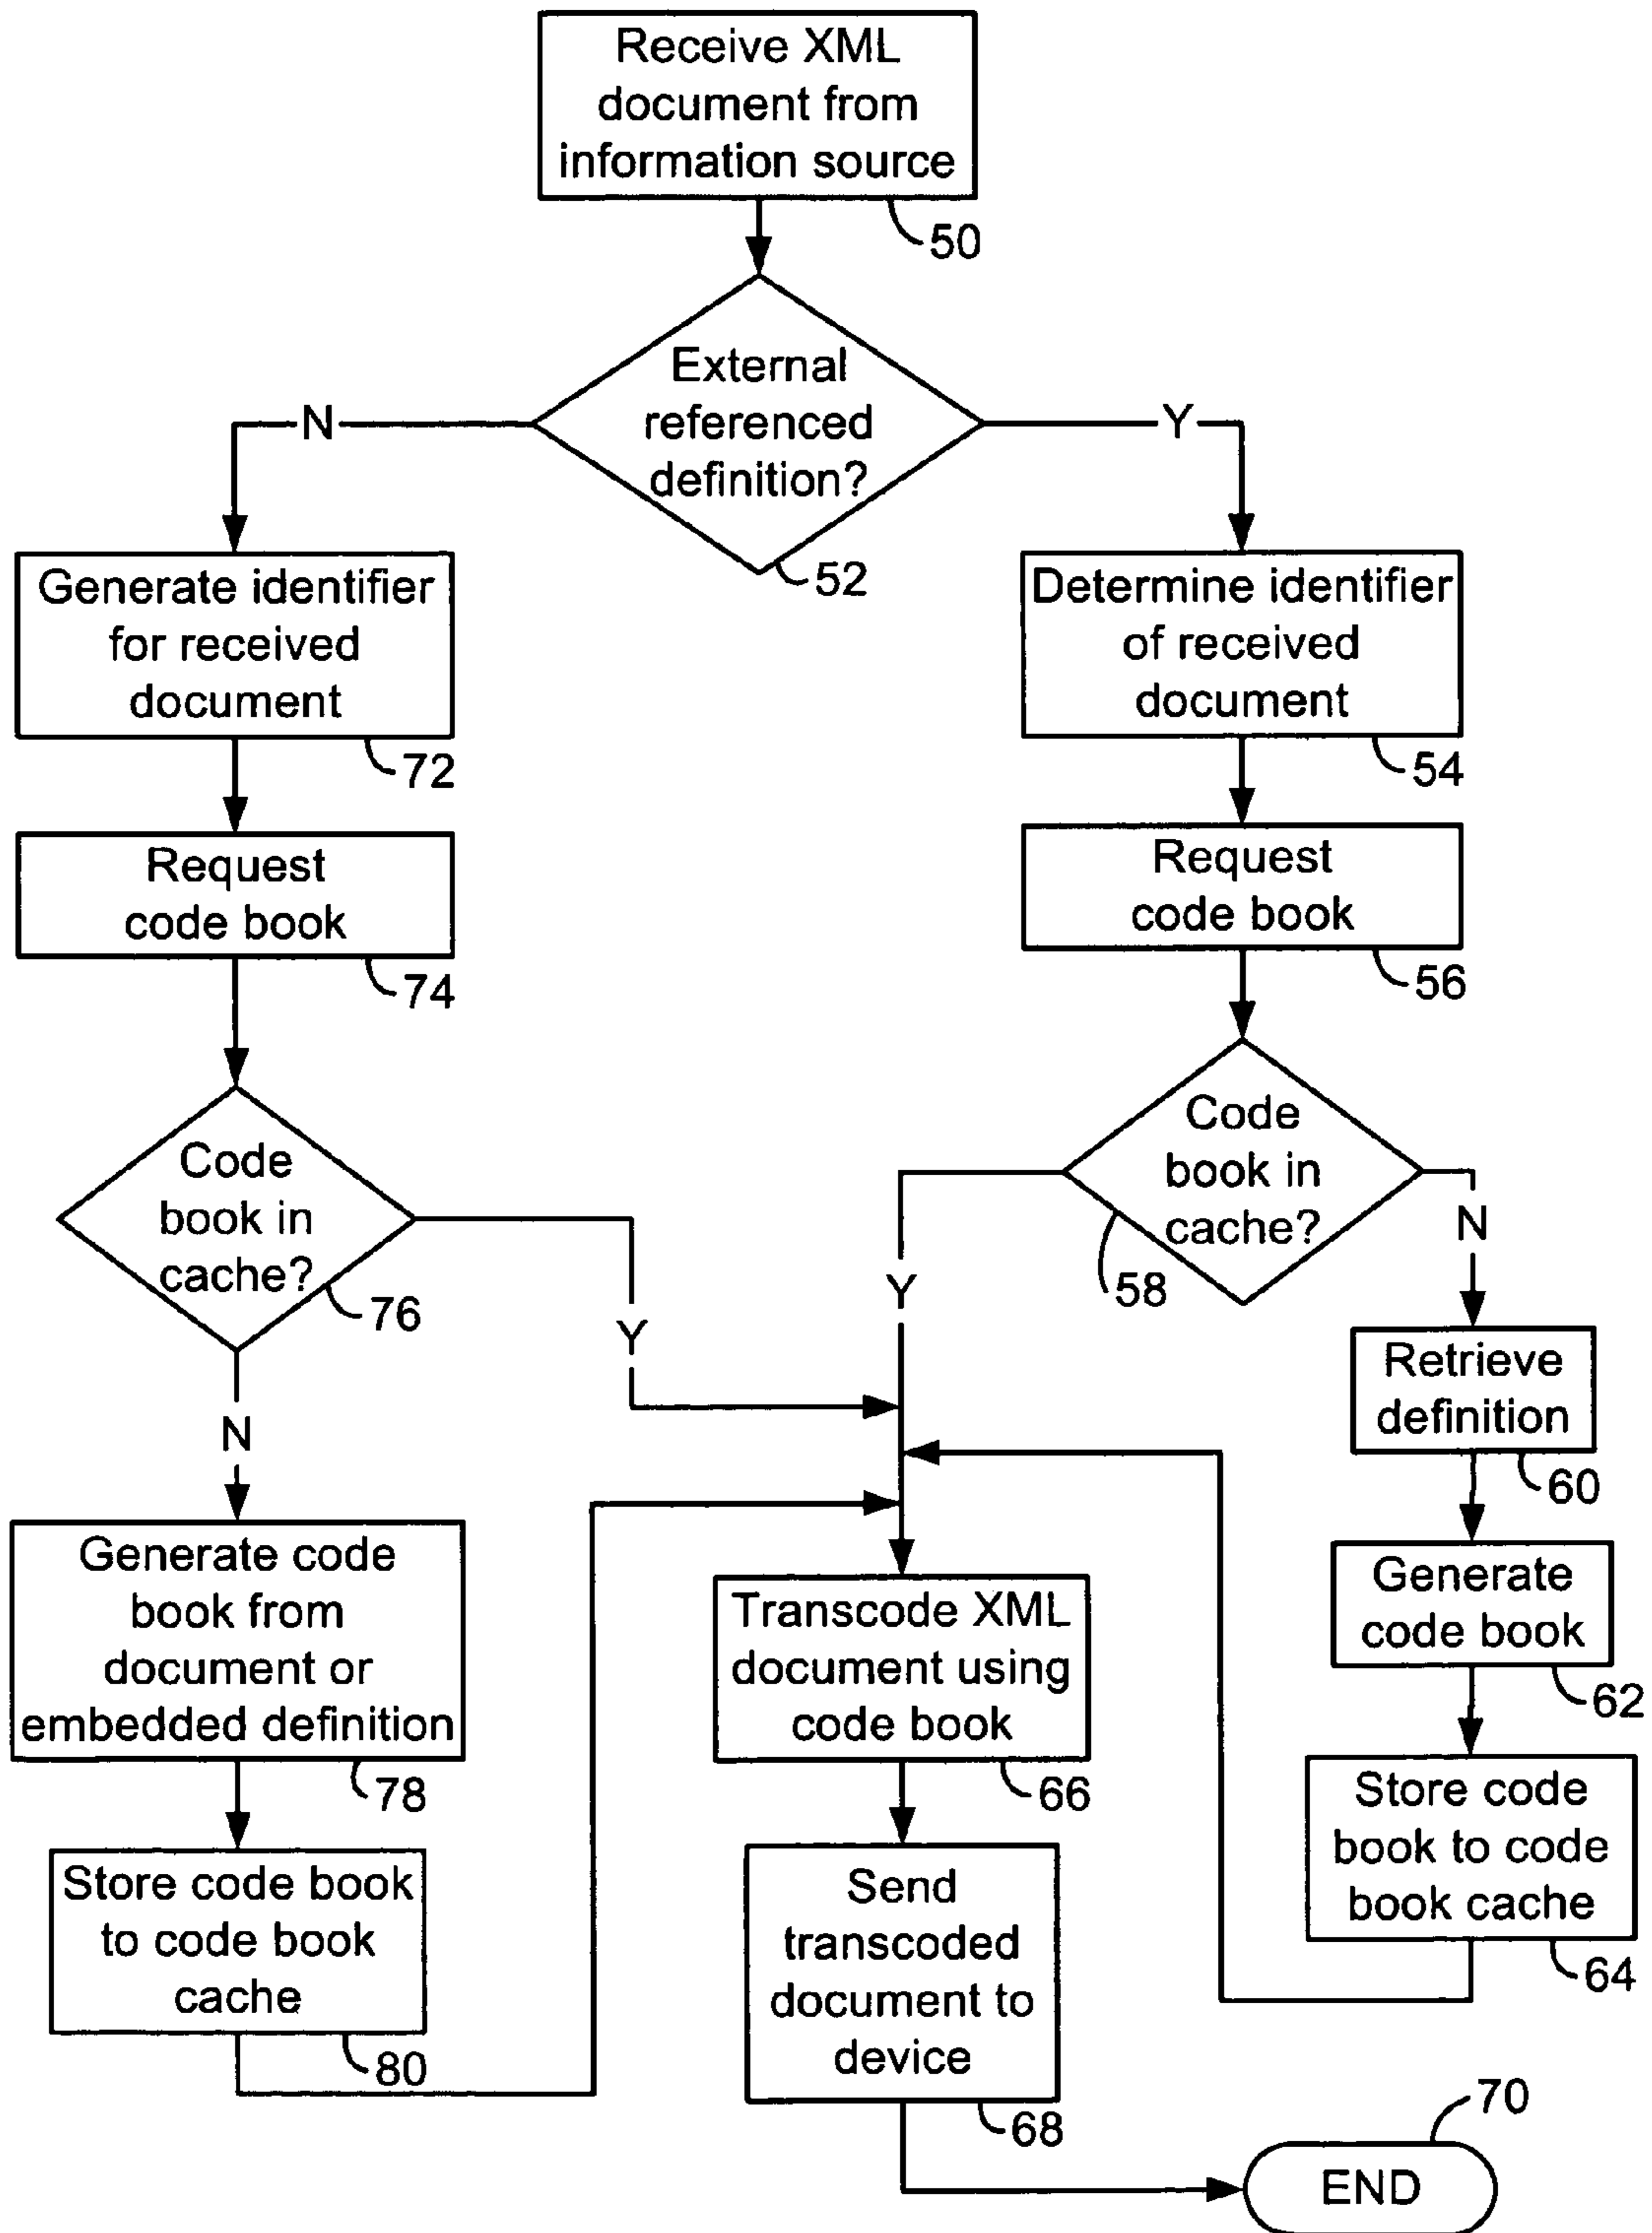 Receive XML
document from
information source
50
External
referenced
definition?
52
N
Y
Generate identifier
for received
document
72
Determine identifier
of received
document
54
Request
code book
74
Request
code book
56
Code
book in
cache?
76
Code
book in
cache?
58
Y
N
Y
N
Retrieve
definition
60
Generate code
book from
document or
embedded definition
78
Transcode XML
document using
code book
66
Generate
code book
62
Store code book
to code book
cache
80
Send
transcoded
document to
device
68
Store code
book to code
book cache
64
70
END